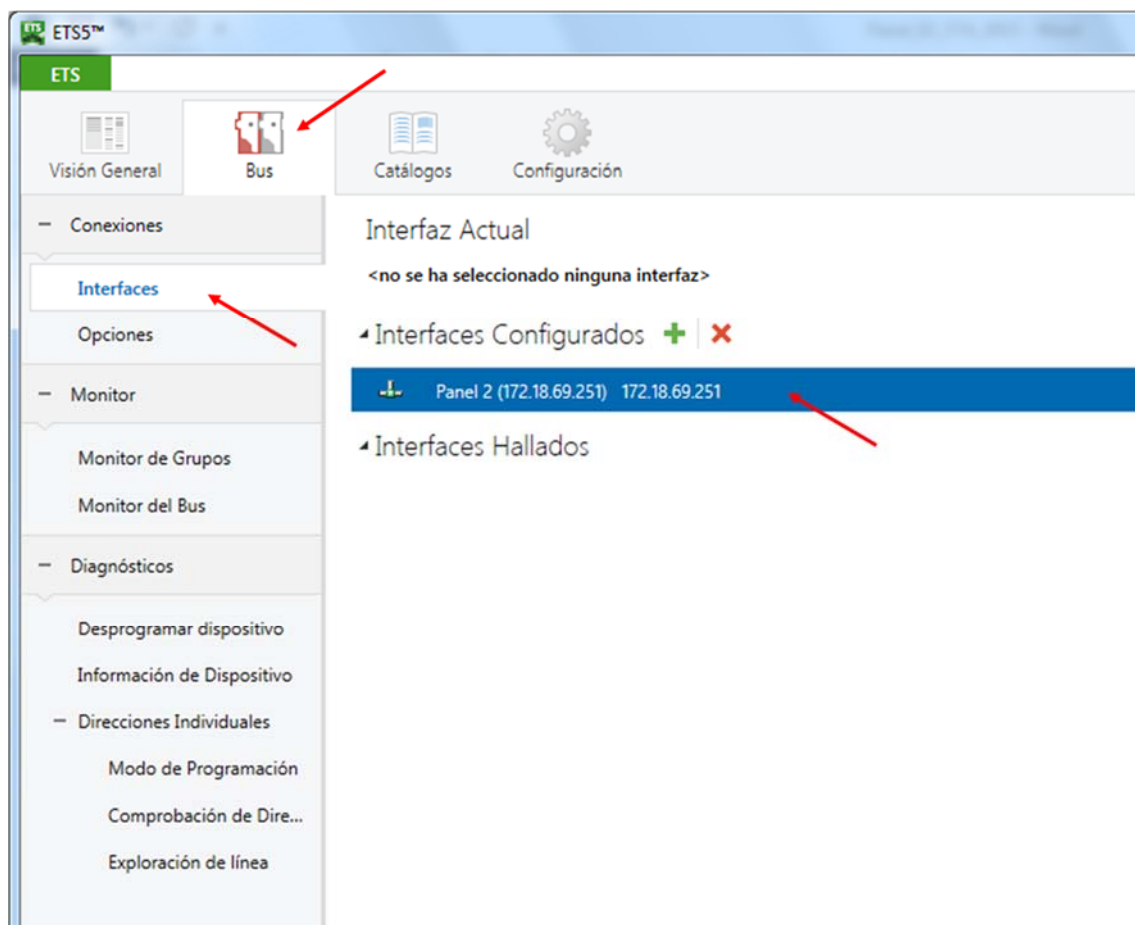 ETS5™
ETS
Visión General
Bus
Catálogos
Configuración
Conexiones
Interfaces
Opciones
Monitor
Monitor de Grupos
Monitor del Bus
Diagnósticos
Desprogramar dispositivo
Información de Dispositivo
Direcciones Individuales
Modo de Programación
Comprobación de Dire...
Exploración de línea
Interfaz Actual
<no se ha seleccionado ninguna interfaz>
Interfaces Configurados
Panel 2 (172.18.69.251) 172.18.69.251
Interfaces Hallados